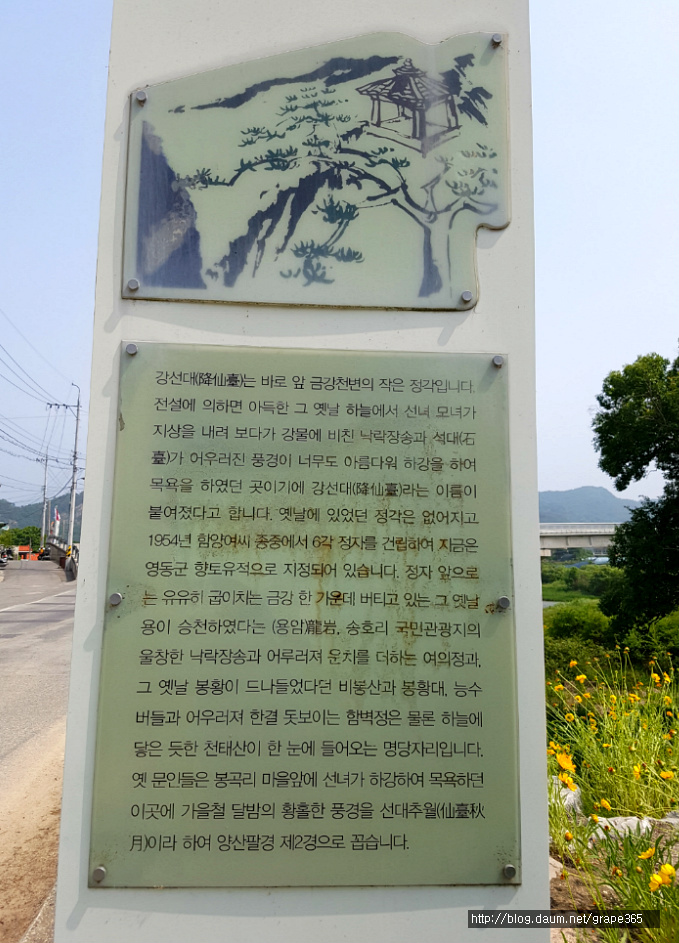 강선대(降仙臺)는 바로 앞 금강천변의 작은 정각입니다.
전설에 의하면 아득한 그 옛날 하늘에서 선녀 모녀가
지상을 내려 보다가 강물에 비친 낙락장송과 석대(石
臺)가 어우러진 풍경이 너무도 아름다워 하강을 하여
목욕을 하였던 곳이기에 강선대(降仙臺)라는 이름이
붙여졌다고 합니다. 옛날에 있었던 정각은 없어지고
1954년 함양여씨 종중에서 6각 정자를 건립하여 지금은
영동군 향토유적으로 지정되어 있습니다. 정자 앞으로
는 유유히 굽이치는 금강 한 가운데 버티고 있는 그 옛날
용이 승천하였다는 (용암)龍岩, 송호리 국민관광지의
울창한 낙락장송과 어루러져 운치를 더하는 여의정과,
그 옛날 봉황이 드나들었다던 비봉산과 봉황대, 능수
버들과 어우러져 한결 돗보이는 함벽정은 물론 하늘에
닿은 듯한 천태산이 한 눈에 들어오는 명당자리입니다.
옛 문인들은 봉곡리 마을앞에 선녀가 하강하여 목욕하던
이곳에 가을철 달밤의 황홀한 풍경을 선대추월(仙臺秋
月)이라 하여 양산팔경 제2경으로 꼽습니다.
http://blog.daum.net/grape365